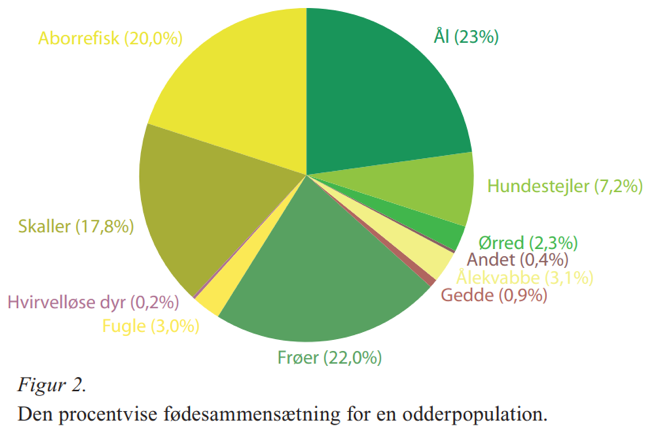 Aborrefisk (20,0%)
Ål (23%)
Hundestejler (7,2%)
Skaller (17,8%)
Ørred (2,3%)
Andet (0,4%)
Ålekvabbe (3,1%)
Gedde (0,9%)
Hvirvelløse dyr (0,2%)
Fugle (3,0%)
Frøer (22,0%)
Figur 2.
Den procentvise fødesammensætning for en odderpopulation.